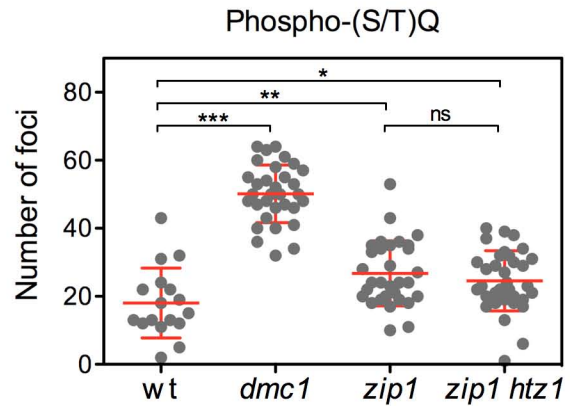 Phospho-(S/T)Q
*
**
***
ns
Number of foci
80
60
40
20
0
wt dmc1 zip1 zip1 htz1